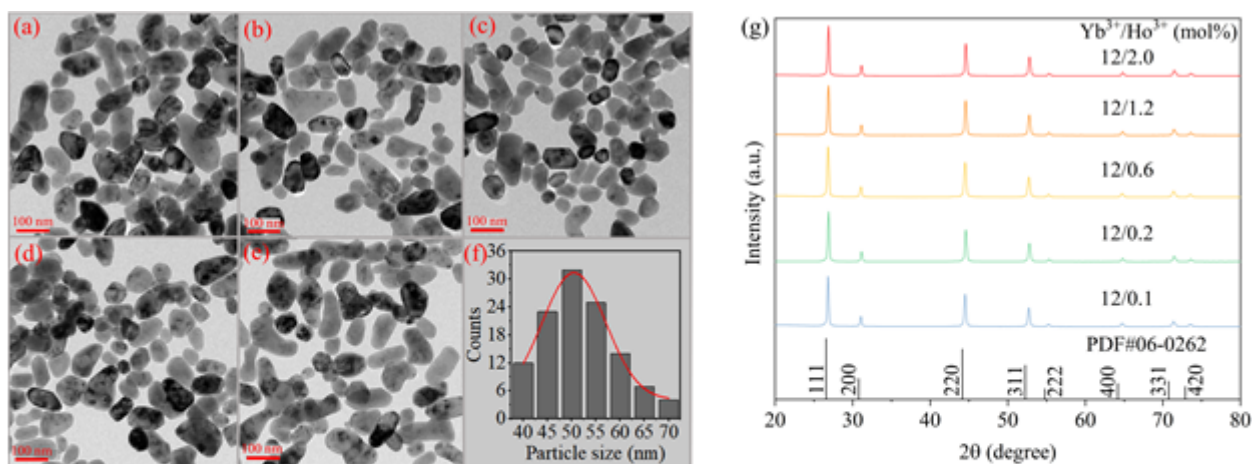 (a)
100 nm
(b)
100 nm
(c)
100 nm
(d)
100 nm
(e)
100 nm
(f)
36
30
24
18
12
6
0
Counts
40 45 50 55 60 65 70
Particle size (nm)
(g)
Yb³⁺/Ho³⁺ (mol%)
12/2.0
12/1.2
12/0.6
12/0.2
12/0.1
PDF#06-0262
111 200 220 311 222 400 331 420
20 30 40 50 60 70 80
2θ (degree)
Intensity (a.u.)